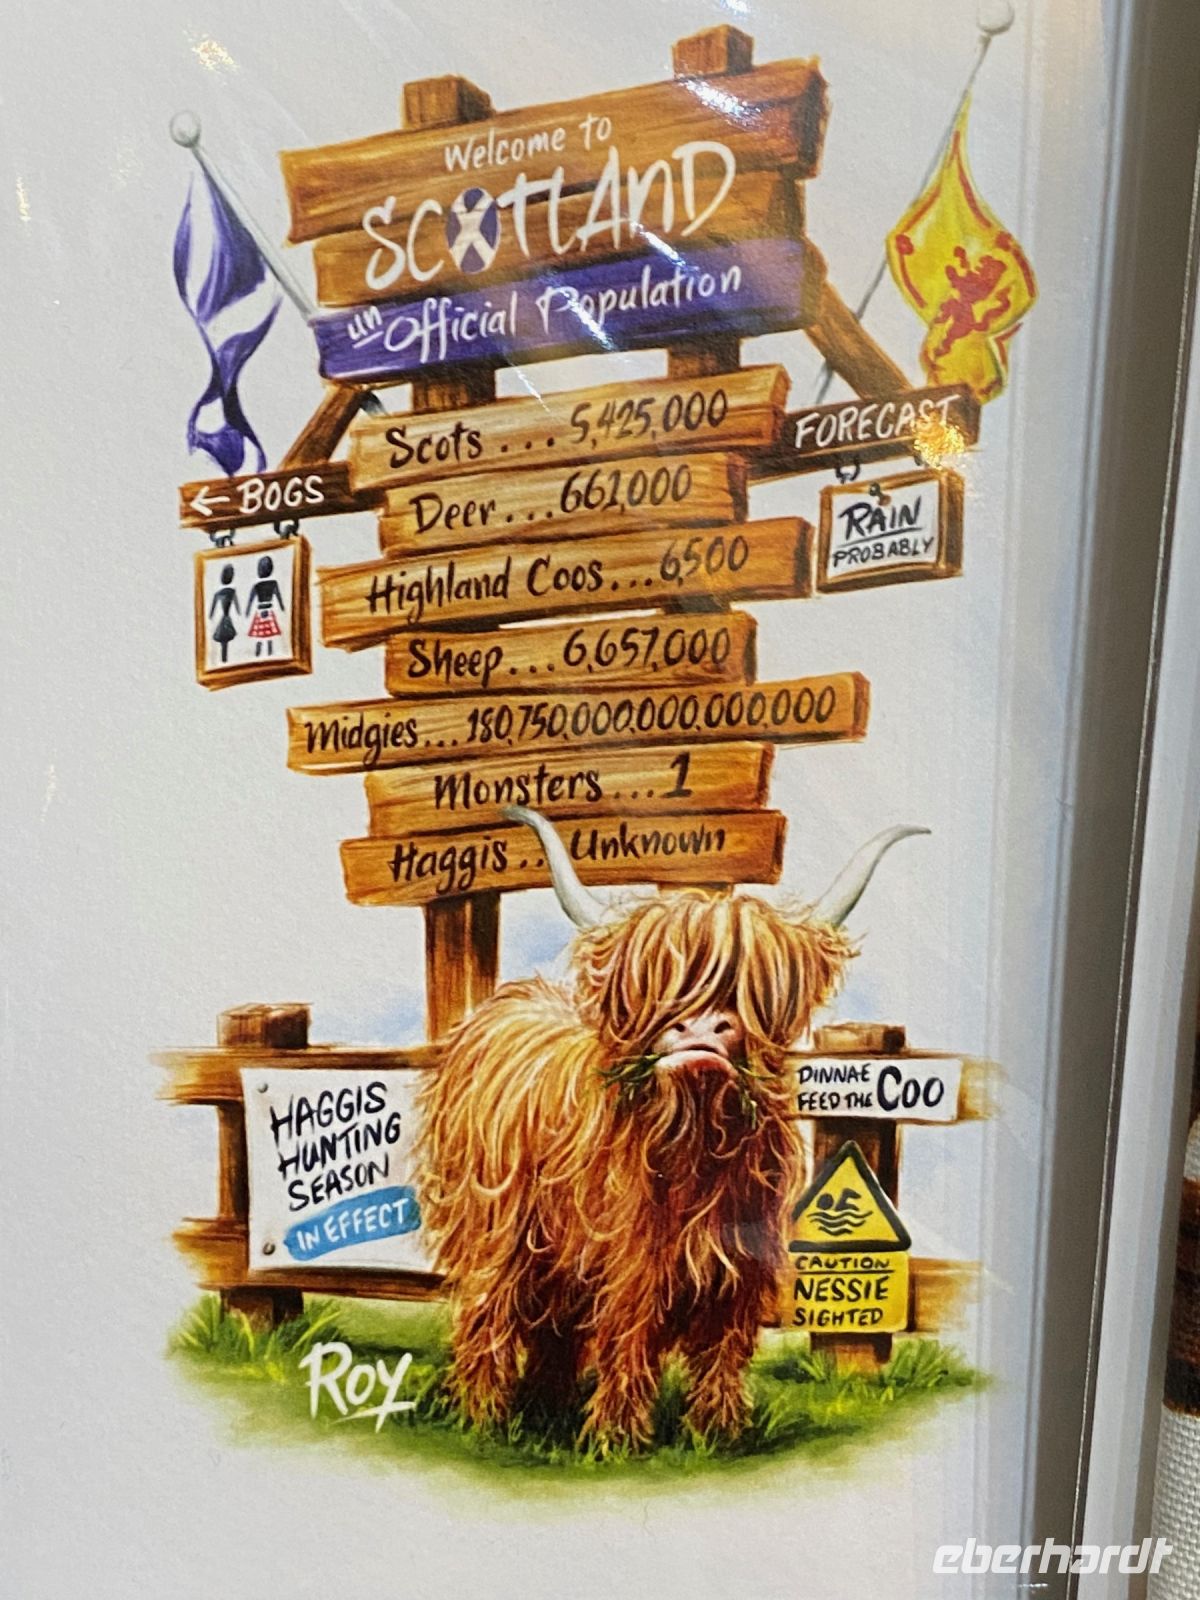 Welcome to
SCOTLAND
un Official Population
Scots . . . 5,425,000
FORECAST
← BOGS
Deer . . . 661,000
RAIN
PROBABLY
Highland Coos . . . 6,500
Sheep . . . 6,657,000
Midgies . . . 180,750,000,000,000,000
Monsters . . . 1
Haggis . . Unknown
HAGGIS
HUNTING
SEASON
IN EFFECT
DINNAE
FEED THE COO
CAUTION
NESSIE
SIGHTED
ROY
eberhardt